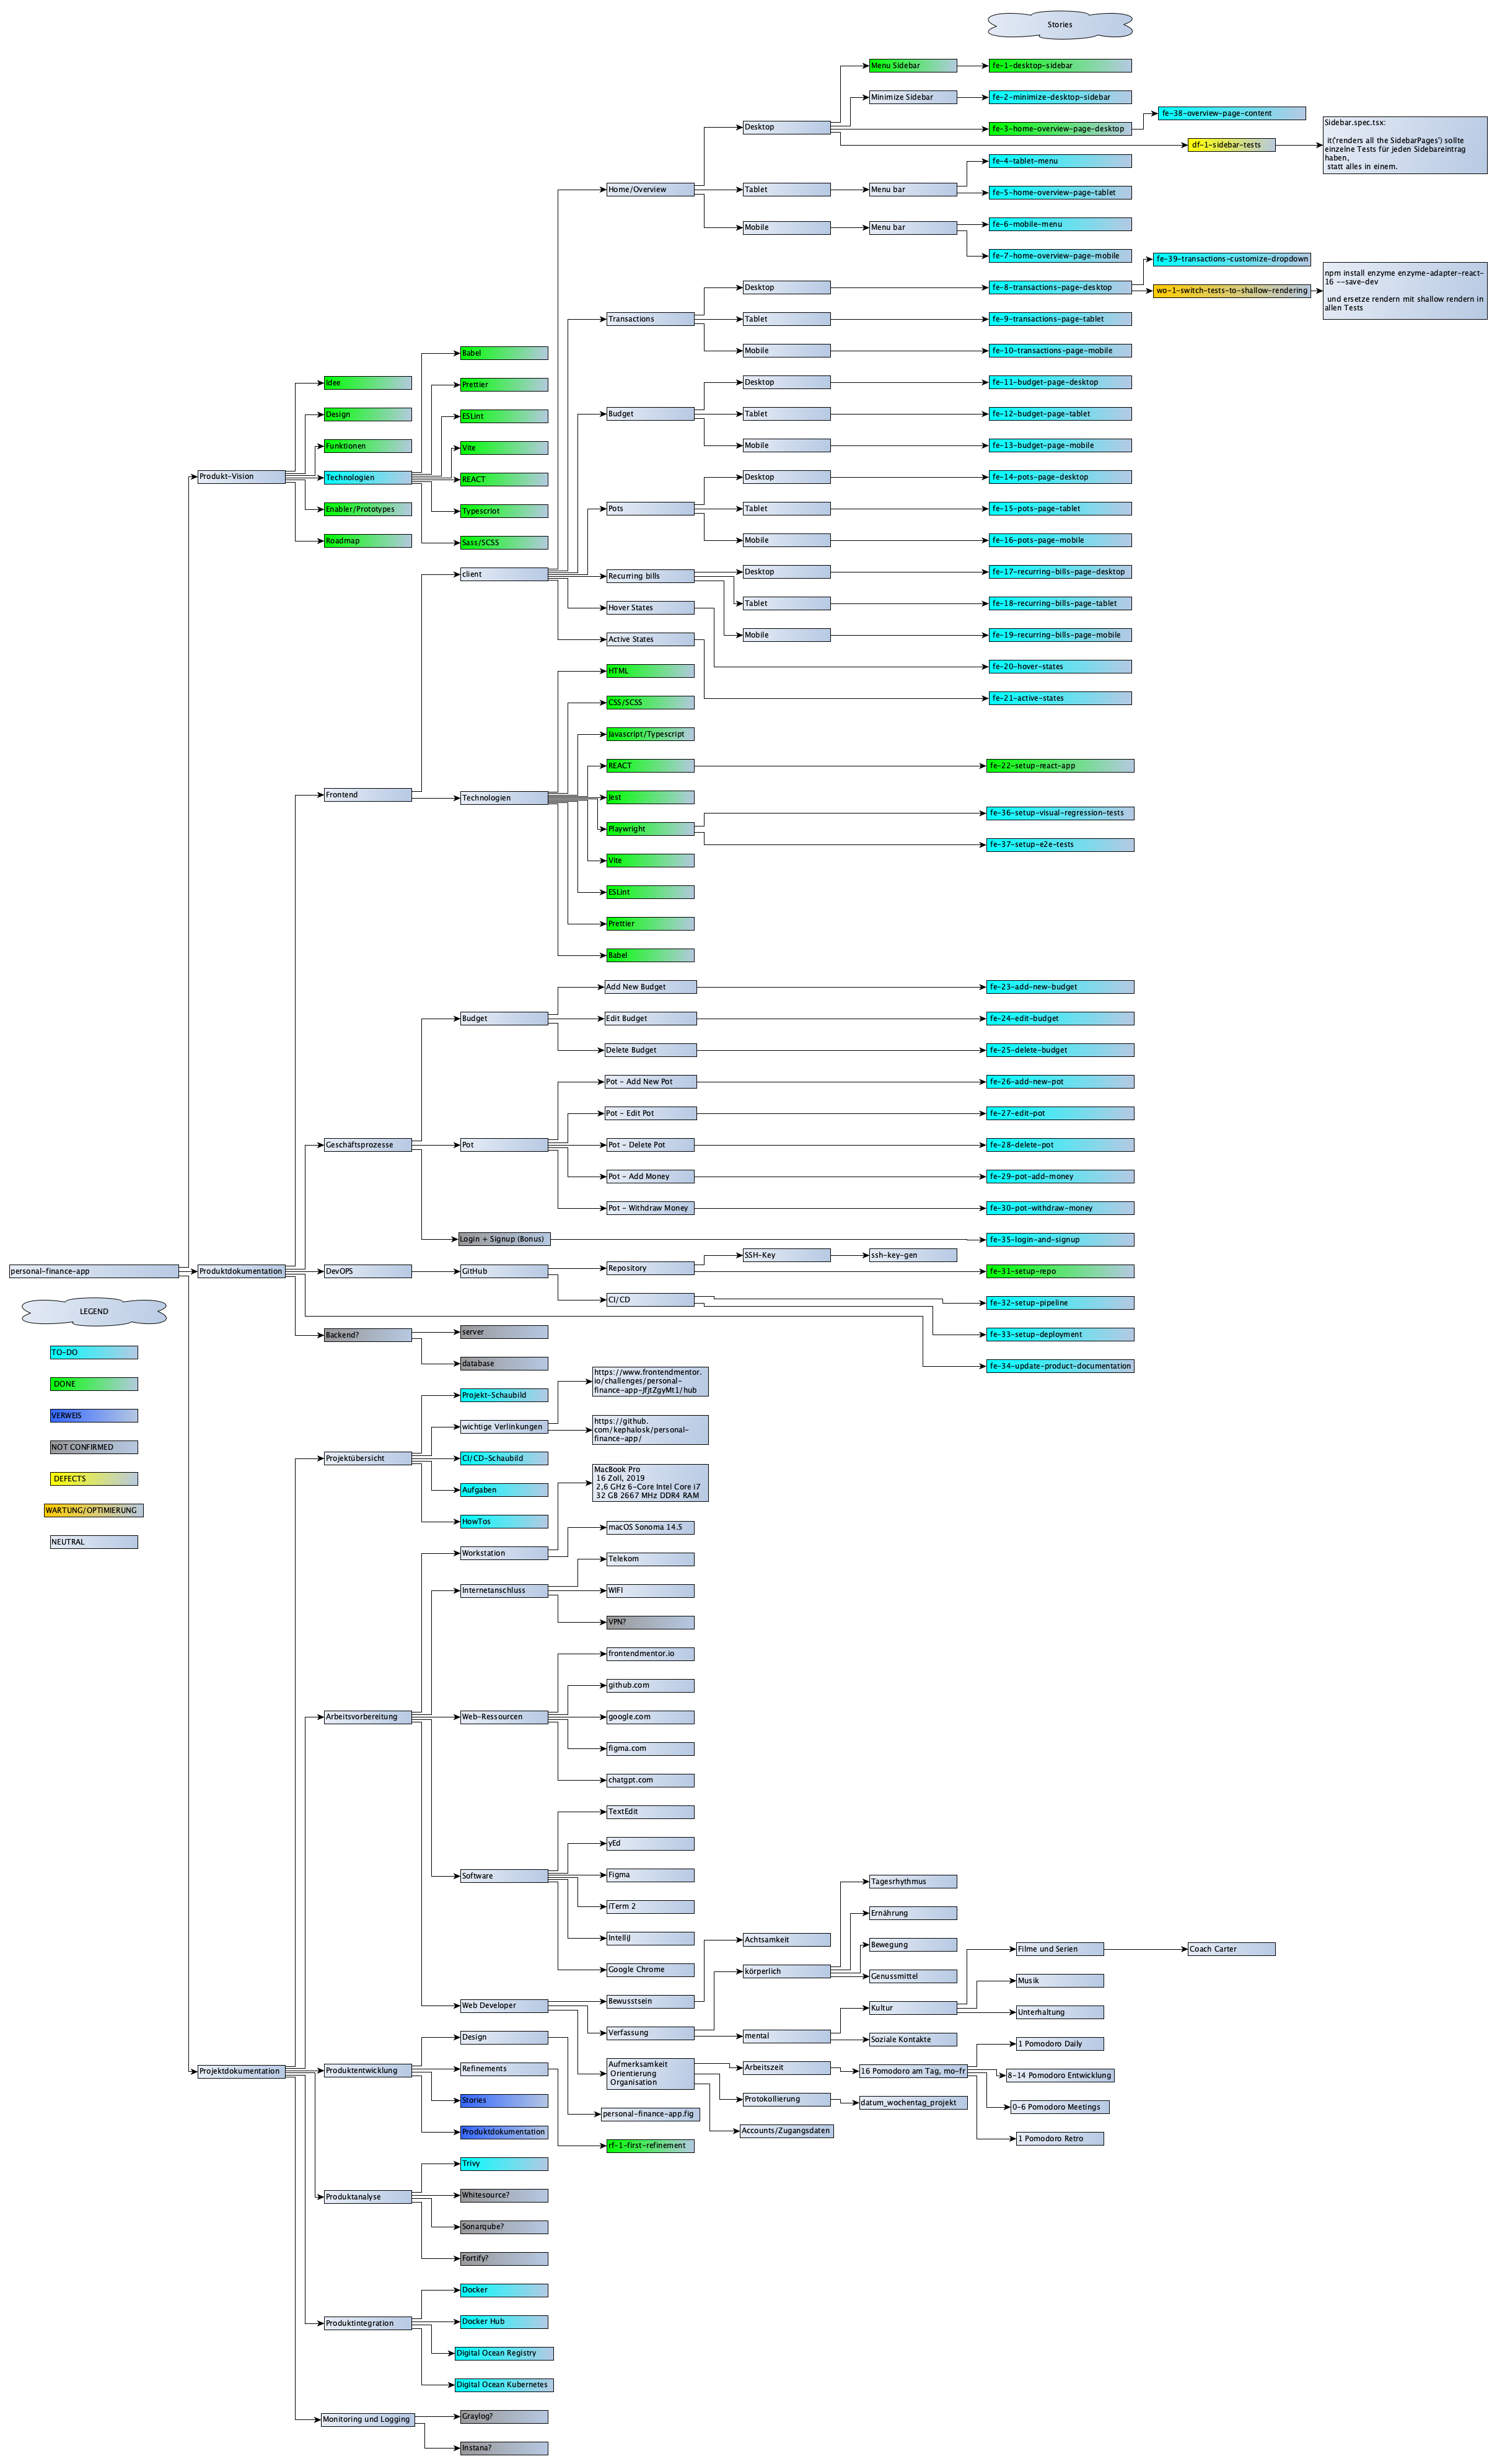 Stories
Menu Sidebar
fe-1-desktop-sidebar
Minimize Sidebar
fe-2-minimize-desktop-sidebar
fe-38-overview-page-content
Desktop
fe-3-home-overview-page-desktop
df-1-sidebar-tests
Sidebar.spec.tsx:
it('renders all the SidebarPages') sollte
einzelne Tests für jeden Sidebareintrag
haben,
statt alles in einem.
fe-4-tablet-menu
Home/Overview
Tablet
Menu bar
fe-5-home-overview-page-tablet
fe-6-mobile-menu
Mobile
Menu bar
fe-7-home-overview-page-mobile
fe-39-transactions-customize-dropdown
Desktop
fe-8-transactions-page-desktop
wo-1-switch-tests-to-shallow-rendering
npm install enzyme enzyme-adapter-react-
16 --save-dev
und ersetze rendern mit shallow rendern in
allen Tests
Transactions
Tablet
fe-9-transactions-page-tablet
Mobile
fe-10-transactions-page-mobile
Babel
Idee
Prettier
Desktop
fe-11-budget-page-desktop
Design
ESLint
Budget
Tablet
fe-12-budget-page-tablet
Funktionen
Vite
Mobile
fe-13-budget-page-mobile
Produkt-Vision
Technologien
REACT
Desktop
fe-14-pots-page-desktop
Enabler/Prototypes
Typescriot
Pots
Tablet
fe-15-pots-page-tablet
Roadmap
Sass/SCSS
Mobile
fe-16-pots-page-mobile
client
Recurring bills
Desktop
fe-17-recurring-bills-page-desktop
Hover States
Tablet
fe-18-recurring-bills-page-tablet
Active States
Mobile
fe-19-recurring-bills-page-mobile
HTML
fe-20-hover-states
CSS/SCSS
fe-21-active-states
Javascript/Typescript
REACT
fe-22-setup-react-app
Frontend
Technologien
Jest
fe-36-setup-visual-regression-tests
Playwright
fe-37-setup-e2e-tests
Vite
ESLint
Prettier
Babel
Add New Budget
fe-23-add-new-budget
Budget
Edit Budget
fe-24-edit-budget
Delete Budget
fe-25-delete-budget
Pot - Add New Pot
fe-26-add-new-pot
Pot - Edit Pot
fe-27-edit-pot
Geschäftsprozesse
Pot
Pot - Delete Pot
fe-28-delete-pot
Pot - Add Money
fe-29-pot-add-money
Pot - Withdraw Money
fe-30-pot-withdraw-money
Login + Signup (Bonus)
fe-35-login-and-signup
SSH-Key
ssh-key-gen
personal-finance-app
Produktdokumentation
DevOPS
GitHub
Repository
fe-31-setup-repo
CI/CD
fe-32-setup-pipeline
LEGEND
Backend?
server
fe-33-setup-deployment
TO-DO
database
fe-34-update-product-documentation
DONE
Projekt-Schaubild
https://www.frontendmentor.
io/challenges/personal-
finance-app-JfjtZgyMt1/hub
VERWEIS
wichtige Verlinkungen
https://github.
com/kephalosk/personal-
finance-app/
NOT CONFIRMED
Projektübersicht
CI/CD-Schaubild
DEFECTS
Aufgaben
MacBook Pro
16 Zoll, 2019
2,6 GHz 6-Core Intel Core i7
32 GB 2667 MHz DDR4 RAM
WARTUNG/OPTIMIERUNG
HowTos
NEUTRAL
macOS Sonoma 14.5
Workstation
Telekom
Internetanschluss
WIFI
VPN?
frontendmentor.io
github.com
Arbeitsvorbereitung
Web-Ressourcen
google.com
figma.com
chatgpt.com
TextEdit
yEd
Software
Figma
Tagesrhythmus
iTerm 2
Ernährung
IntelliJ
Achtsamkeit
Bewegung
Filme und Serien
Coach Carter
Google Chrome
körperlich
Genussmittel
Musik
Web Developer
Bewusstsein
Kultur
Unterhaltung
Verfassung
mental
Soziale Kontakte
Design
1 Pomodoro Daily
Projektdokumentation
Produktentwicklung
Refinements
Aufmerksamkeit
Orientierung
Organisation
Arbeitszeit
16 Pomodoro am Tag, mo-fr
8-14 Pomodoro Entwicklung
Stories
Protokollierung
datum_wochentag_projekt
0-6 Pomodoro Meetings
personal-finance-app.fig
Produktdokumentation
Accounts/Zugangsdaten
1 Pomodoro Retro
rf-1-first-refinement
Trivy
Produktanalyse
Whitesource?
Sonarqube?
Fortify?
Docker
Produktintegration
Docker Hub
Digital Ocean Registry
Digital Ocean Kubernetes
Monitoring und Logging
Graylog?
Instana?